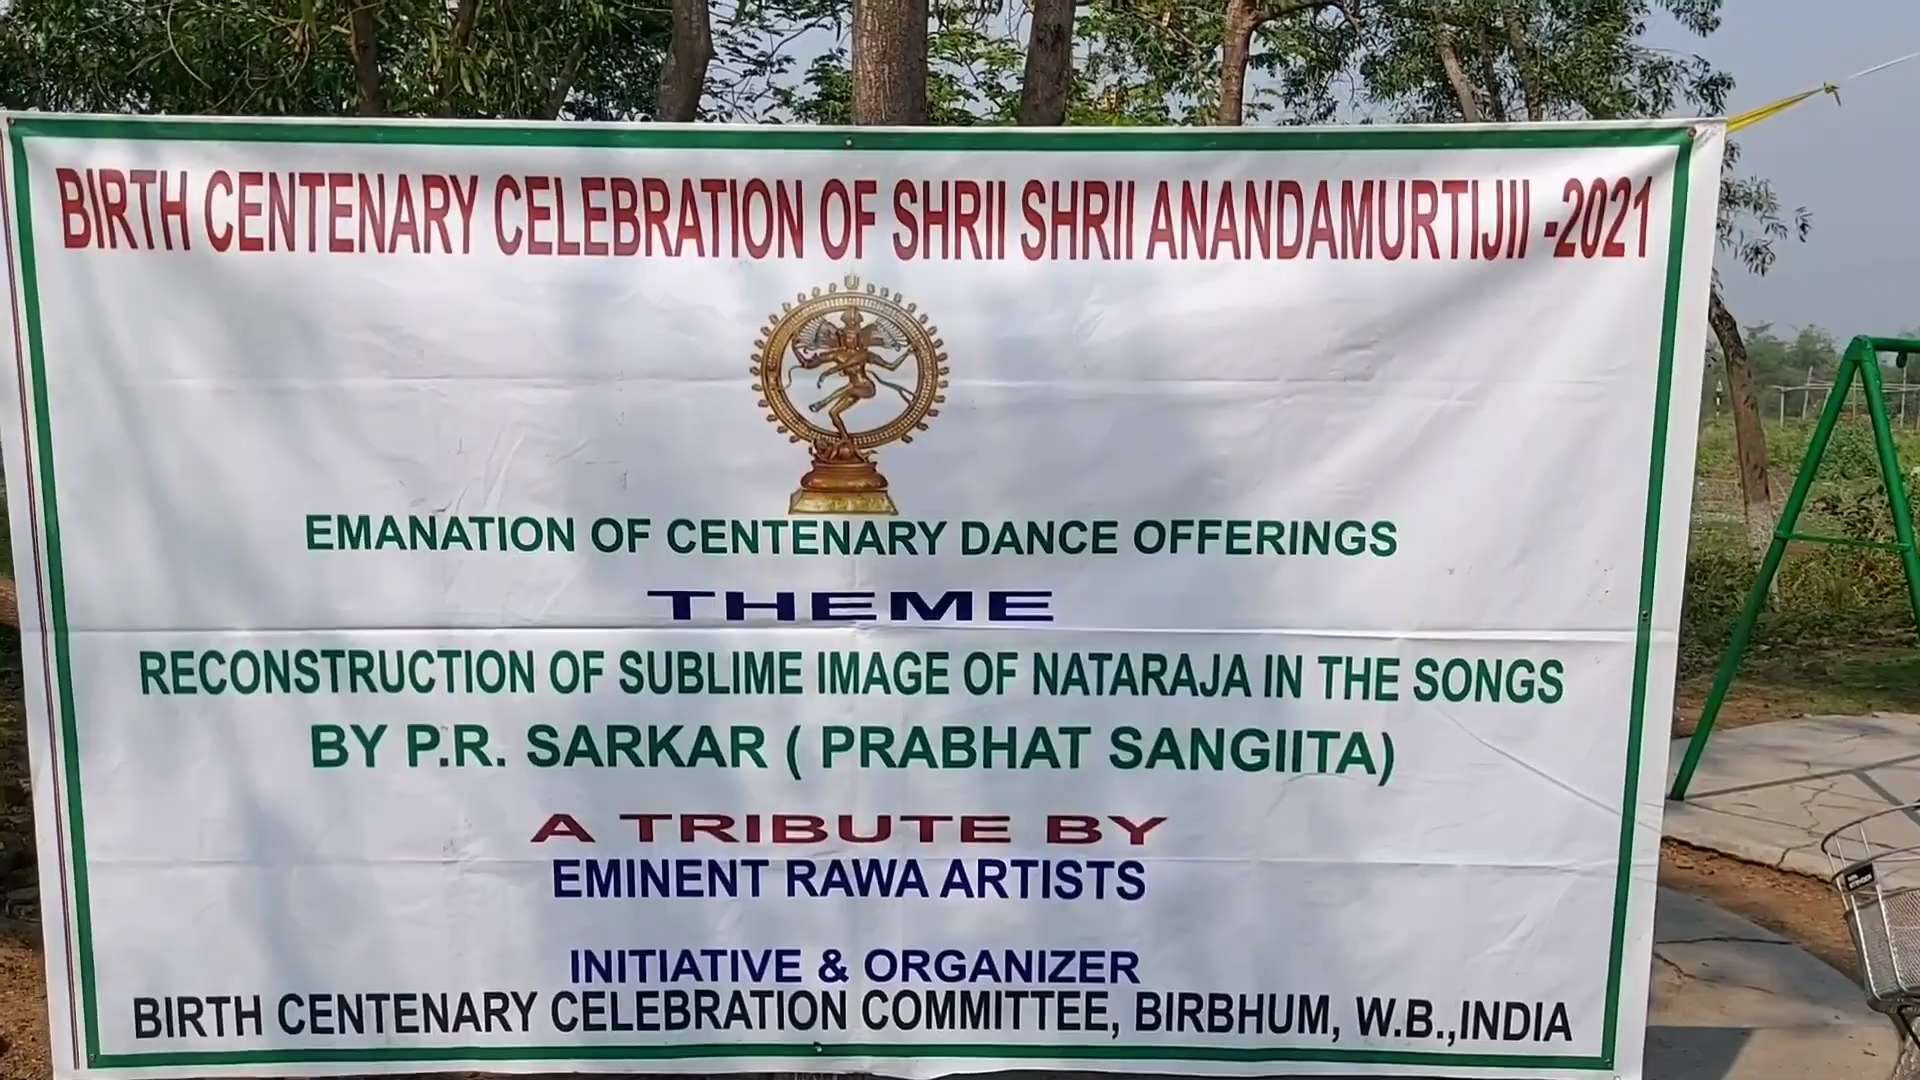 BIRTH CENTENARY CELEBRATION OF SHRII SHRII ANANDAMURTIJII -2021
EMANATION OF CENTENARY DANCE OFFERINGS
THEME
RECONSTRUCTION OF SUBLIME IMAGE OF NATARAJA IN THE SONGS
BY P.R. SARKAR ( PRABHAT SANGIITA)
A TRIBUTE BY
EMINENT RAWA ARTISTS
INITIATIVE & ORGANIZER
BIRTH CENTENARY CELEBRATION COMMITTEE, BIRBHUM, W.B.,INDIA